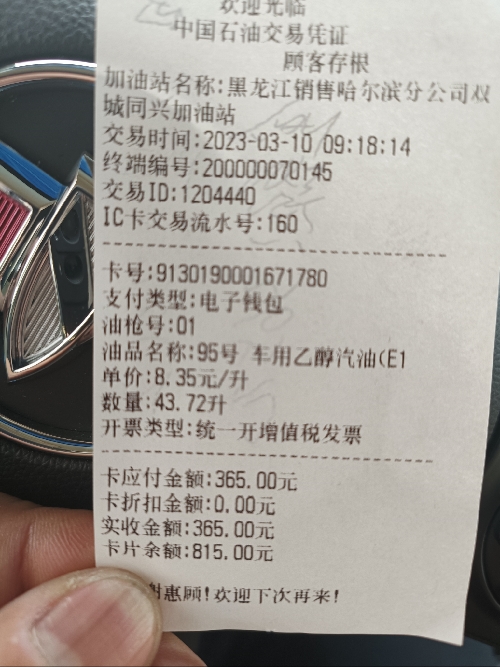 欢迎光临
中国石油交易凭证
顾客存根
加油站名称:黑龙江销售哈尔滨分公司双
城同兴加油站
交易时间:2023-03-10 09:18:14
终端编号:200000070145
交易ID:1204440
IC卡交易流水号:160
卡号:9130190001671780
支付类型:电子钱包
油枪号:01
油品名称:95号 车用乙醇汽油(E1
单价:8.35元/升
数量:43.72升
开票类型:统一开增值税发票
卡应付金额:365.00元
卡折扣金额:0.00元
实收金额:365.00元
卡片余额:815.00元
谢惠顾!欢迎下次再来!